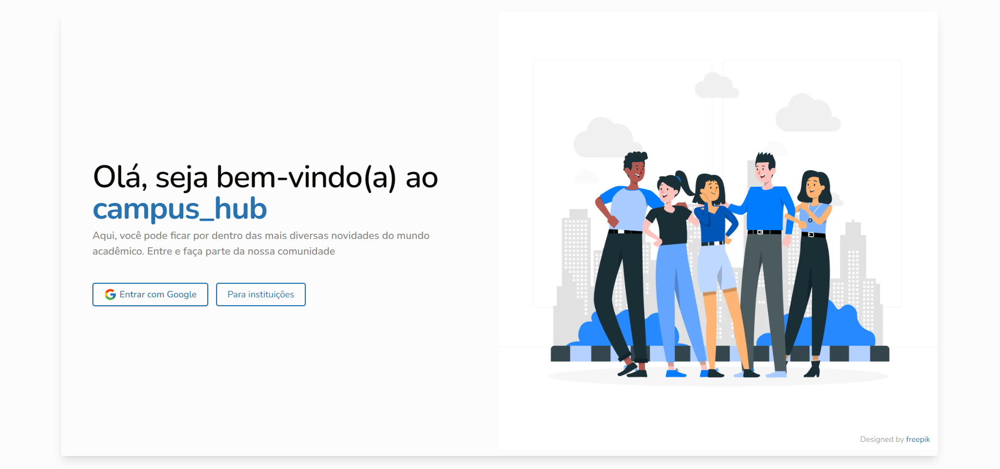 Olá, seja bem-vindo(a) ao
campus_hub
Aqui, você pode ficar por dentro das mais diversas novidades do mundo
acadêmico. Entre e faça parte da nossa comunidade
Entrar com Google
Para instituições
Designed by freepik